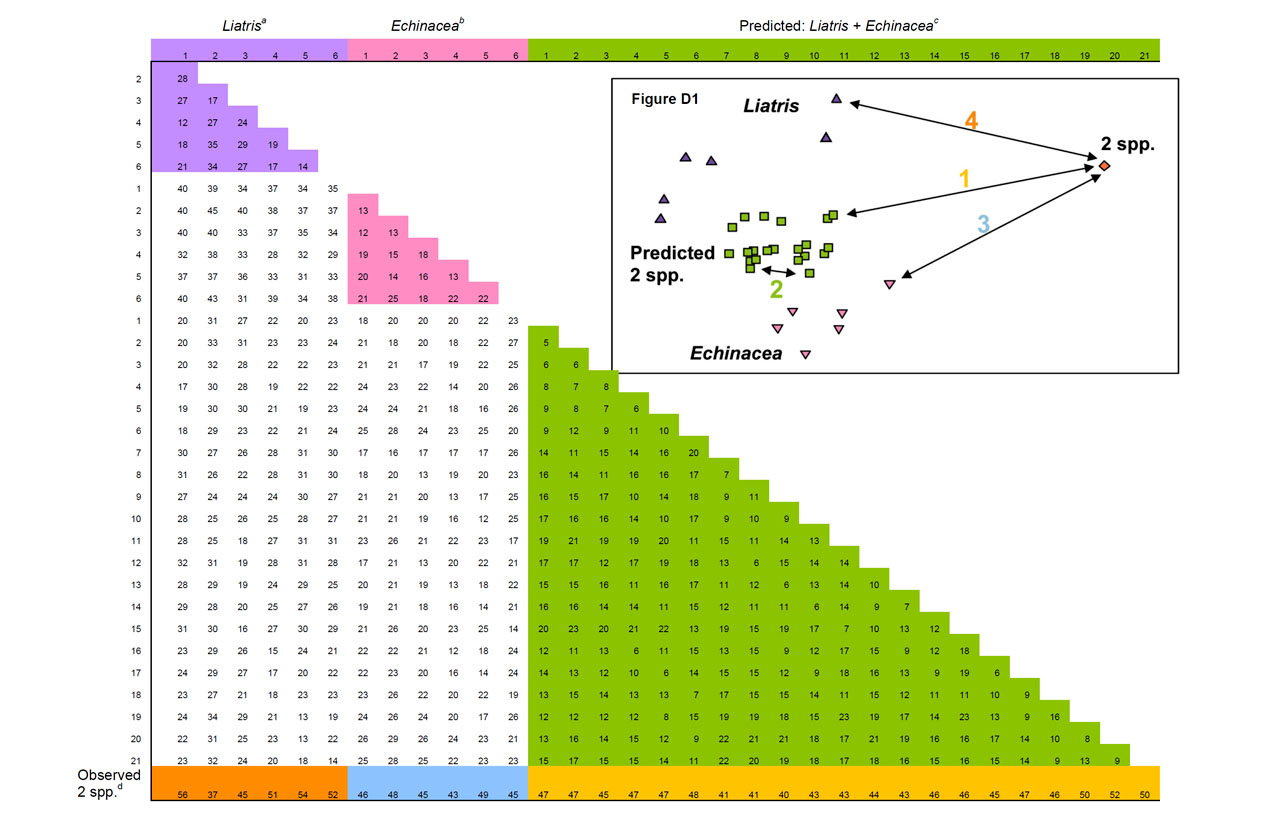 Liatrisa Echinaceab Predicted: Liatris + Echinaceac
1 2 3 4 5 6 1 2 3 4 5 6 1 2 3 4 5 6 7 8 9 10 11 12 13 14 15 16 17 18 19 20 21
2 28
3 27 17
4 12 27 24
5 18 35 29 19
6 21 34 27 17 14
1 40 39 34 37 34 35
2 40 45 40 38 37 37 13
3 40 40 33 37 35 34 12 13
4 32 38 33 28 32 29 19 15 18
5 37 37 36 33 31 33 20 14 16 13
6 40 43 31 39 34 38 21 25 18 22 22
1 20 31 27 22 20 23 18 20 20 20 22 23
2 20 33 31 23 23 24 21 18 20 18 22 27 5
3 20 32 28 22 22 23 21 21 17 19 22 25 6 6
4 17 30 28 19 22 22 24 23 22 14 20 26 8 7 8
5 19 30 30 21 19 23 24 24 21 18 16 26 9 8 7 6
6 18 29 23 22 21 24 25 28 24 23 25 20 9 12 9 11 10
7 30 27 26 28 31 30 17 16 17 17 17 26 14 11 15 14 16 20
8 31 26 22 28 31 30 18 20 13 19 20 23 16 14 11 16 16 17 7
9 27 24 24 24 30 27 21 21 20 13 17 25 16 15 17 10 14 18 9 11
10 28 25 26 25 28 27 21 21 19 16 12 25 17 16 16 14 10 17 9 10 9
11 28 25 18 27 31 31 23 26 21 22 23 17 19 21 19 19 20 11 15 11 14 13
12 32 31 19 28 31 28 17 21 13 20 22 21 17 17 12 17 19 18 13 6 15 14 14
13 28 29 19 24 29 25 20 21 19 13 18 22 15 15 16 11 16 17 11 12 6 13 14 10
14 29 28 20 25 27 26 19 21 18 16 14 21 16 16 14 14 11 15 12 11 11 6 14 9 7
15 31 30 16 27 30 29 21 26 20 23 25 14 20 23 20 21 22 13 19 15 19 17 7 10 13 12
16 23 29 26 15 24 21 22 22 21 12 18 24 12 11 13 6 11 15 13 15 9 12 17 15 9 12 18
17 24 29 27 17 20 22 22 23 20 16 14 24 14 13 12 10 6 14 15 15 12 9 18 16 13 9 19 6
18 23 27 21 18 23 23 23 26 22 20 22 19 13 15 14 13 13 7 17 15 15 14 11 15 12 11 11 10 9
19 24 34 29 21 13 19 24 26 24 20 17 26 12 12 12 12 8 15 19 19 18 15 23 19 17 14 23 13 9 16
20 22 31 25 23 13 22 26 29 26 24 23 21 13 16 14 15 12 9 22 21 21 18 17 21 19 16 16 17 14 10 8
21 23 32 24 20 18 14 25 28 25 22 23 23 15 17 15 15 14 11 22 20 19 18 17 18 16 15 16 14 14 9 13 9
Observed
2 spp.d
56 37 45 51 54 52 46 48 45 43 49 45 47 47 45 47 47 48 41 41 40 43 43 44 43 46 46 45 47 46 50 52 50
Figure D1
Liatris
4
2 spp.
1
3
Predicted
2 spp.
2
Echinacea